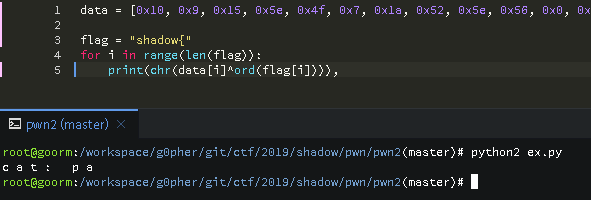 1 data = [0x10, 0x9, 0x15, 0x5e, 0x4f, 0x7, 0x1a, 0x52, 0x5e, 0x56, 0x0, 0x
2
3 flag = "shadow{"
4 for i in range(len(flag)):
5 print(chr(data[i]^ord(flag[i]))),
pwn2 (master) ×
root@goorm:/workspace/g0pher/git/ctf/2019/shadow/pwn/pwn2(master)# python2 ex.py
c a t :   p a
root@goorm:/workspace/g0pher/git/ctf/2019/shadow/pwn/pwn2(master)#